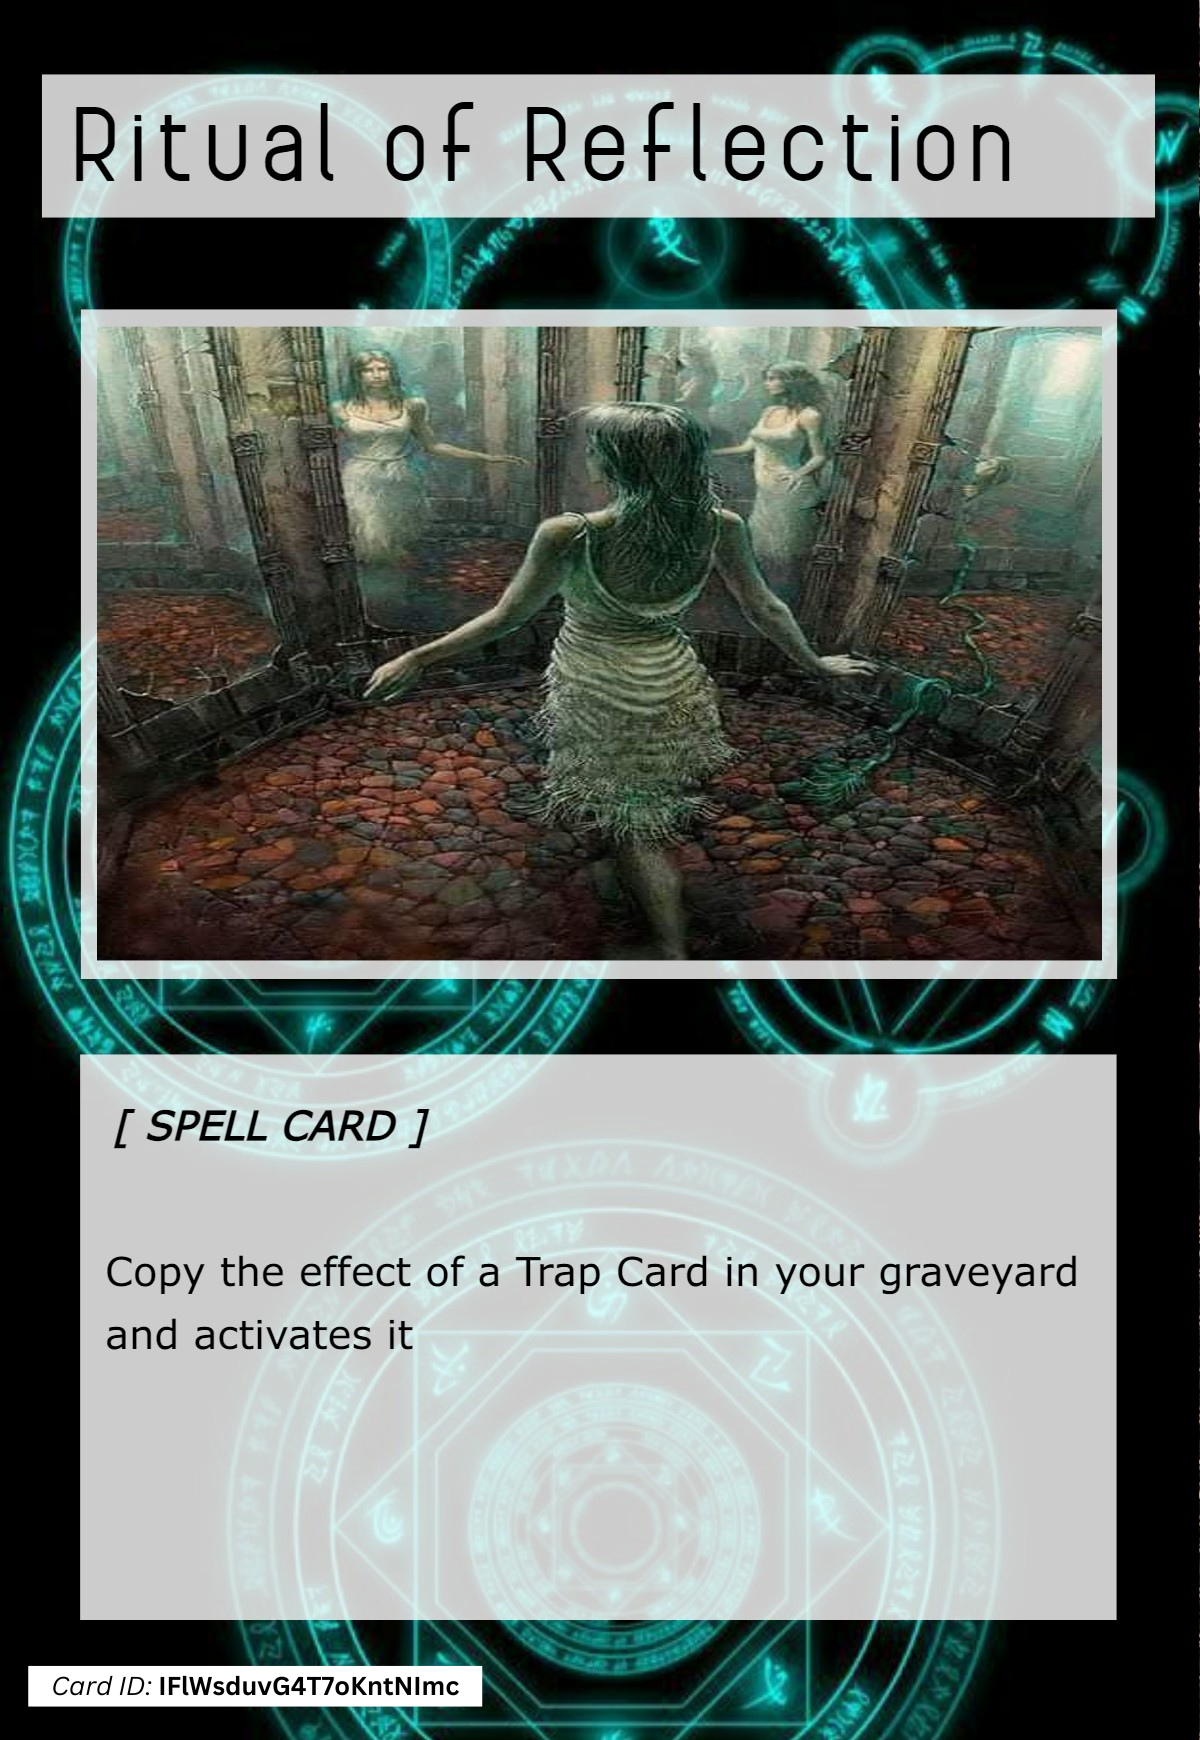 Ritual of Reflection
[ SPELL CARD ]
Copy the effect of a Trap Card in your graveyard
and activates it
Card ID: IFlWsduvG4T7oKntNImc